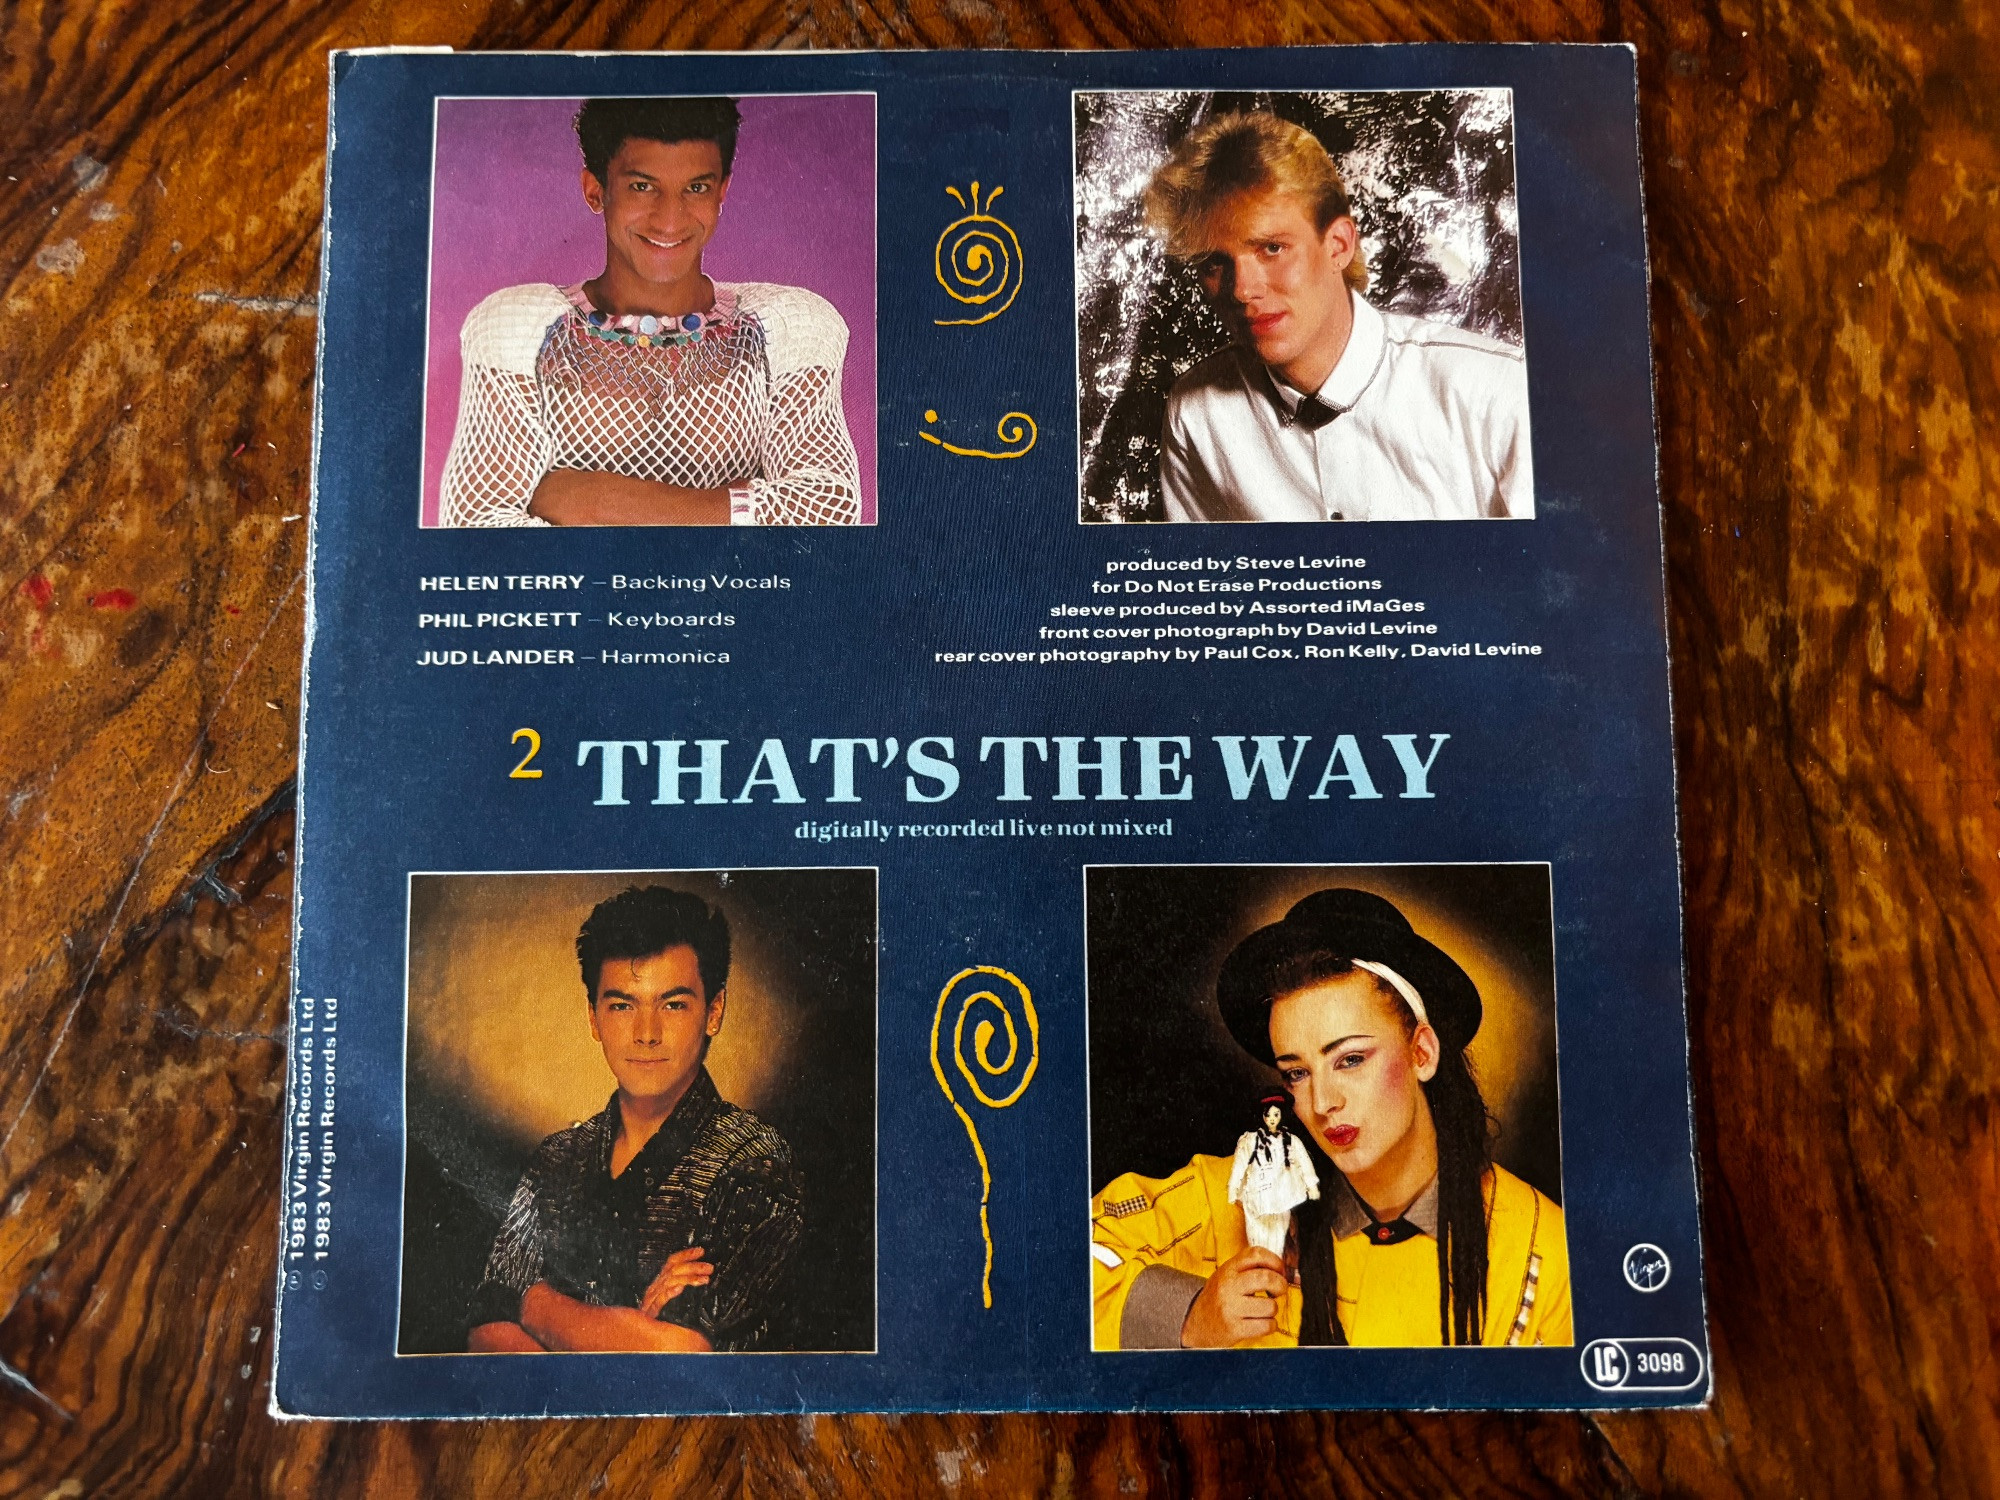 HELEN TERRY – Backing Vocals
PHIL PICKETT – Keyboards
JUD LANDER – Harmonica
produced by Steve Levine
for Do Not Erase Productions
sleeve produced by Assorted iMaGes
front cover photograph by David Levine
rear cover photography by Paul Cox, Ron Kelly, David Levine
2 THAT'S THE WAY
digitally recorded live not mixed
℗ 1983 Virgin Records Ltd
© 1983 Virgin Records Ltd
Virgin
LC 3098